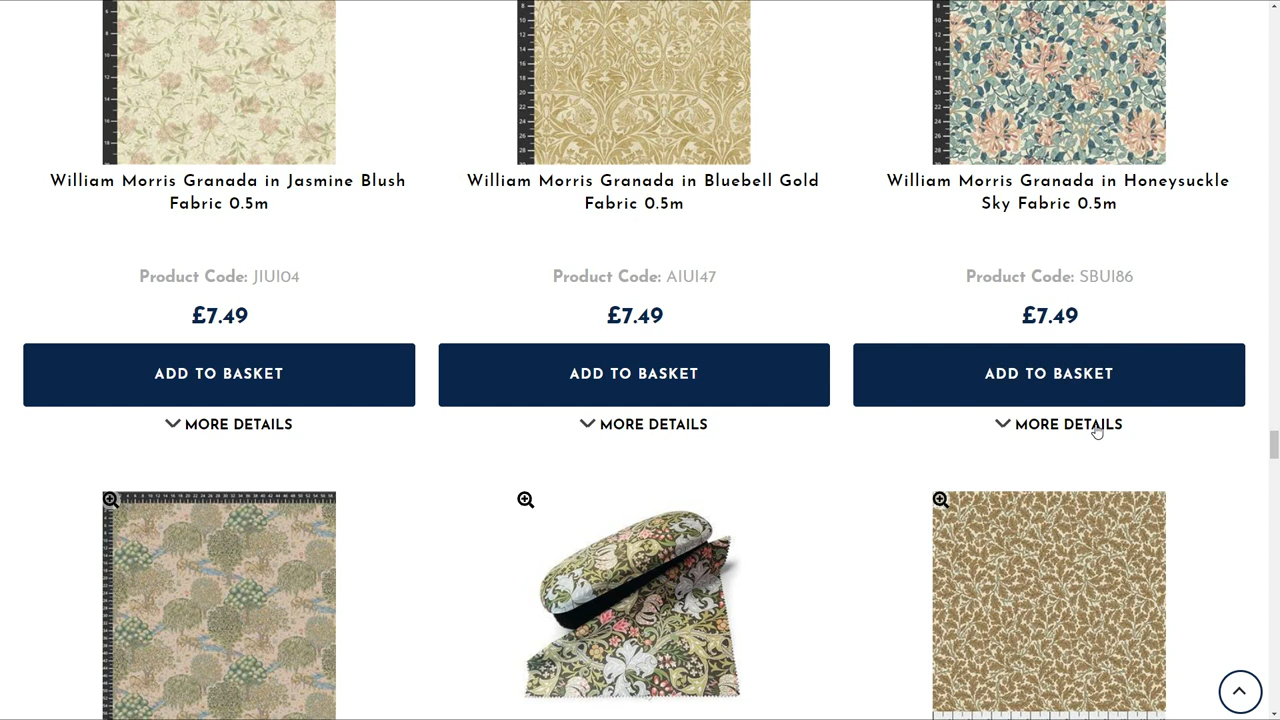 William Morris Granada in Jasmine Blush
Fabric 0.5m
Product Code: JIUI04
£7.49
ADD TO BASKET
MORE DETAILS
William Morris Granada in Bluebell Gold
Fabric 0.5m
Product Code: AIUI47
£7.49
ADD TO BASKET
MORE DETAILS
William Morris Granada in Honeysuckle
Sky Fabric 0.5m
Product Code: SBUI86
£7.49
ADD TO BASKET
MORE DETAILS